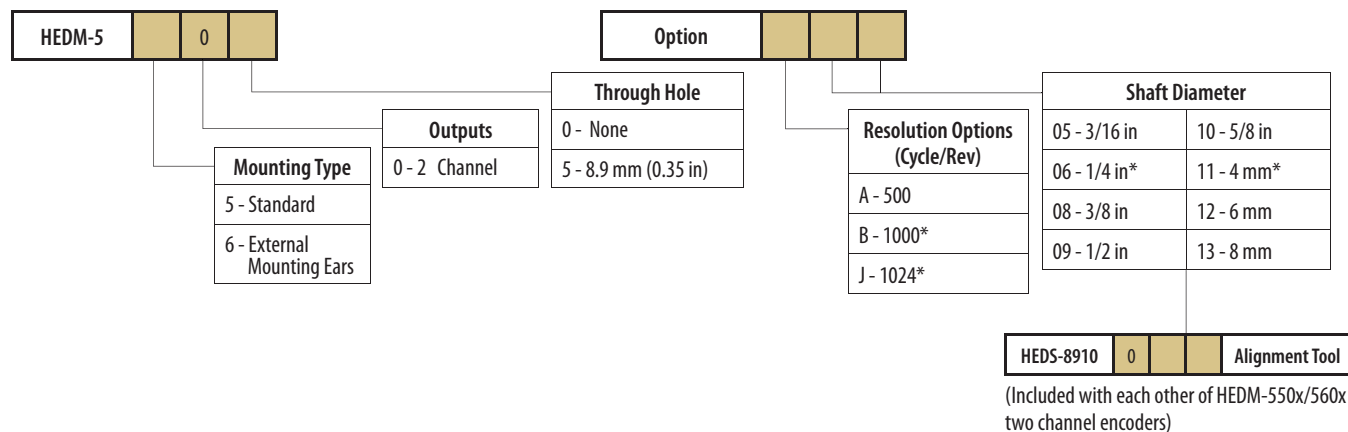 HEDM-5 0
Option
Through Hole
0 - None
5 - 8.9 mm (0.35 in)
Outputs
0 - 2 Channel
Mounting Type
5 - Standard
6 - External
Mounting Ears
Resolution Options
(Cycle/Rev)
A - 500
B - 1000*
J - 1024*
Shaft Diameter
05 - 3/16 in 10 - 5/8 in
06 - 1/4 in* 11 - 4 mm*
08 - 3/8 in 12 - 6 mm
09 - 1/2 in 13 - 8 mm
HEDS-8910 0 Alignment Tool
(Included with each other of HEDM-550x/560x
two channel encoders)